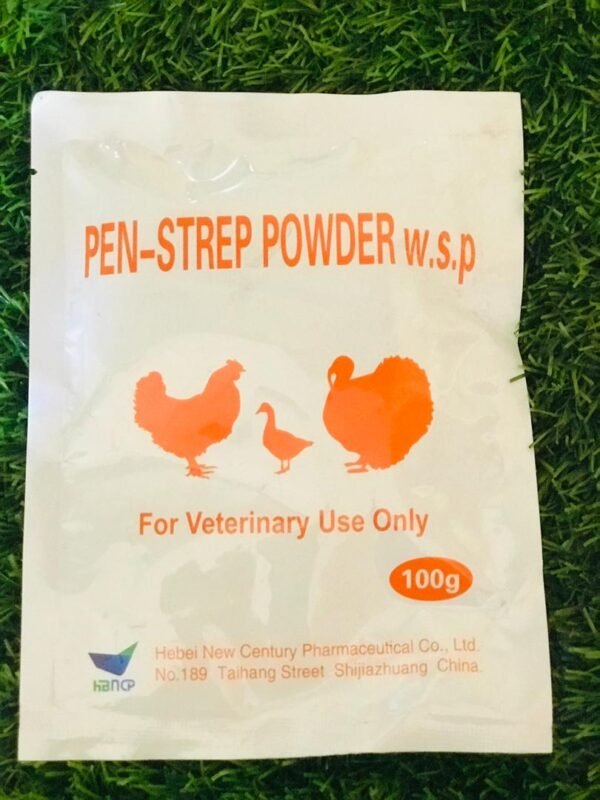 PEN-STREP POWDER w.s.p
For Veterinary Use Only
100g
Hebei New Century Pharmaceutical Co., Ltd.
No.189 Taihang Street Shijiazhuang China.
HBNCP